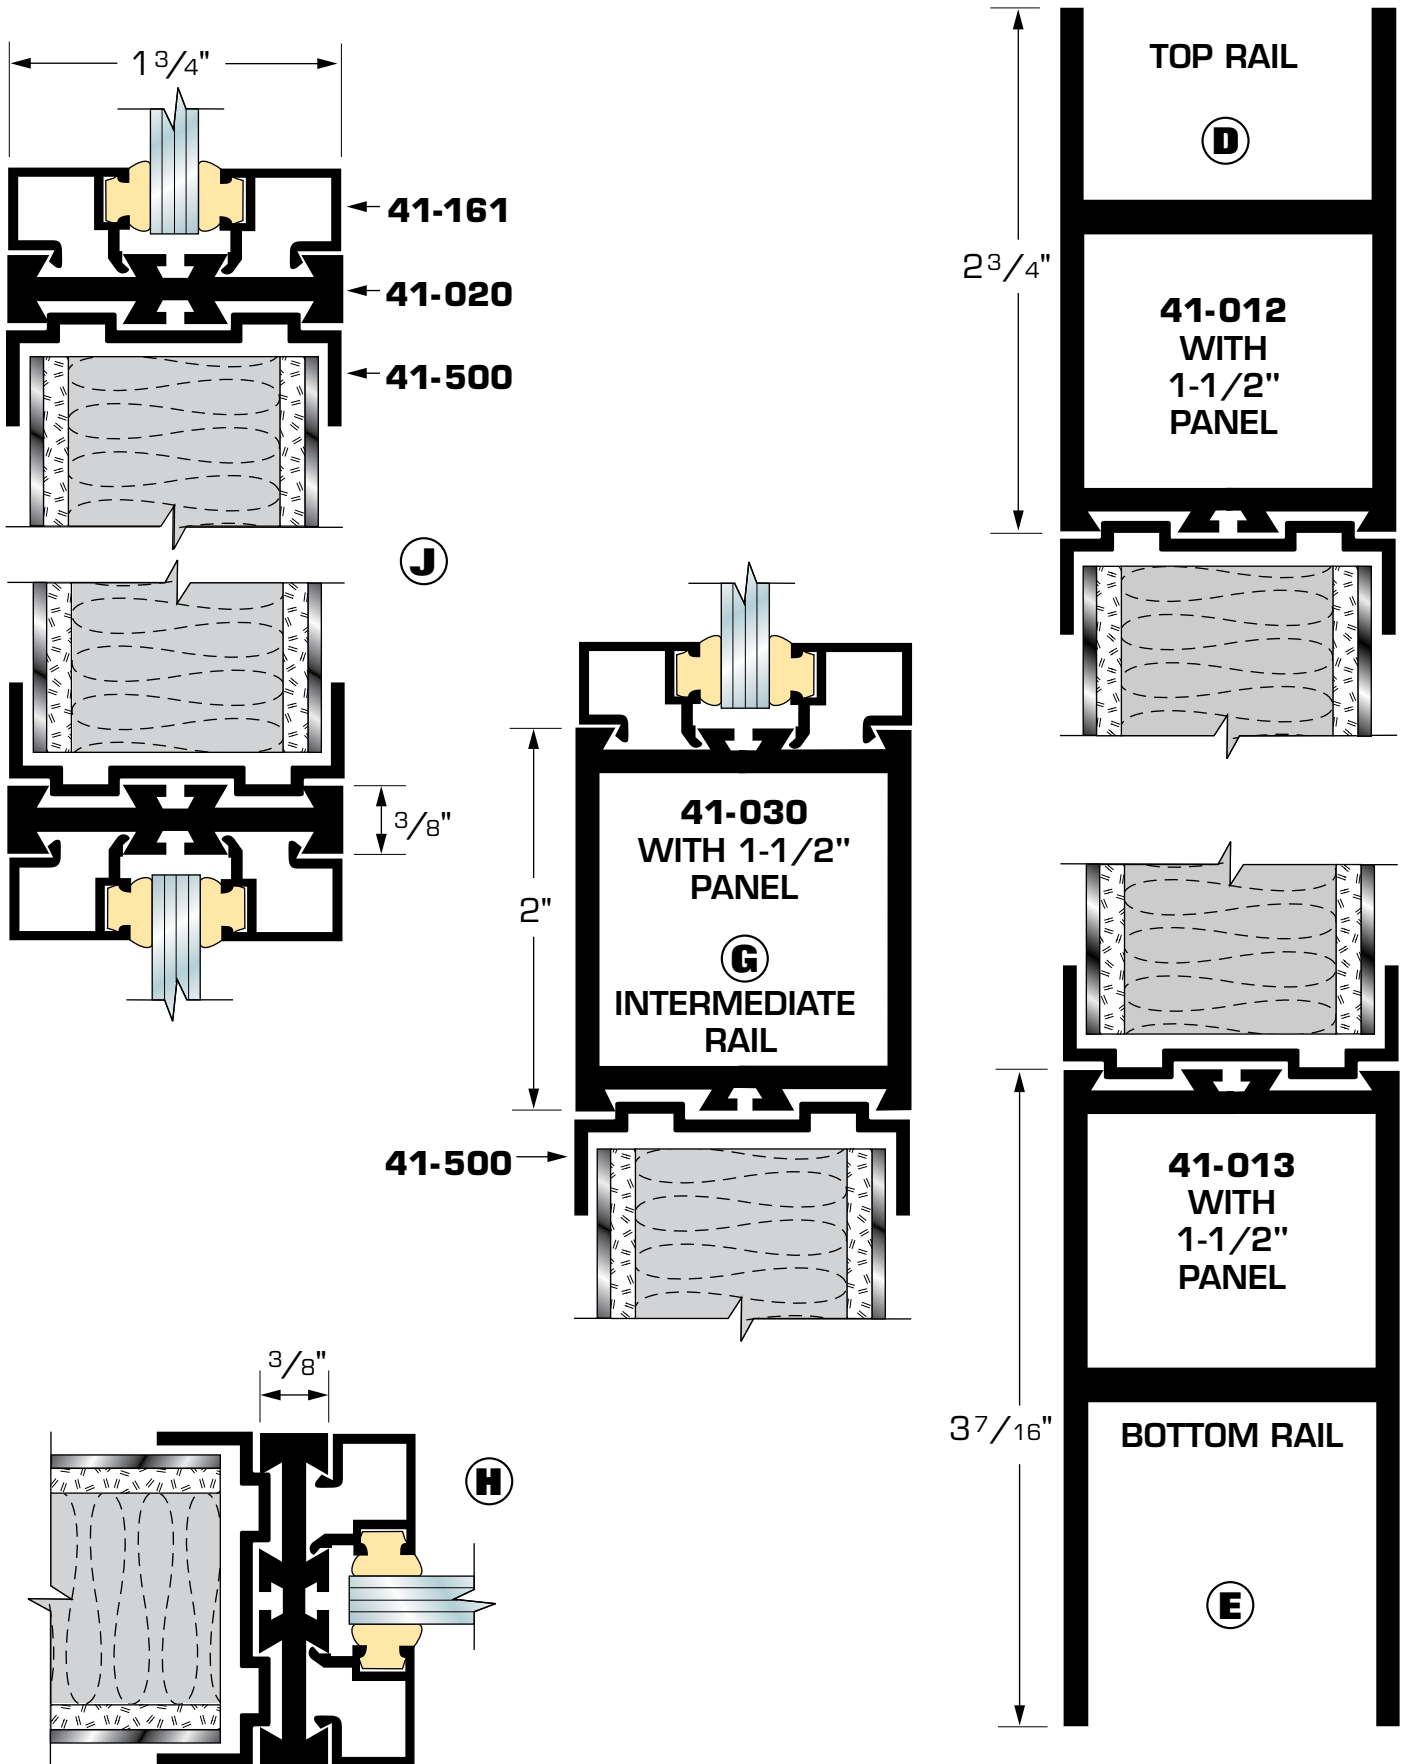 1 3/4"
41-161
41-020
41-500
J
3/8"
TOP RAIL
D
2 3/4"
41-012
WITH
1-1/2"
PANEL
2"
41-030
WITH 1-1/2"
PANEL
G
INTERMEDIATE
RAIL
41-500
41-013
WITH
1-1/2"
PANEL
3 7/16"
BOTTOM RAIL
E
3/8"
H